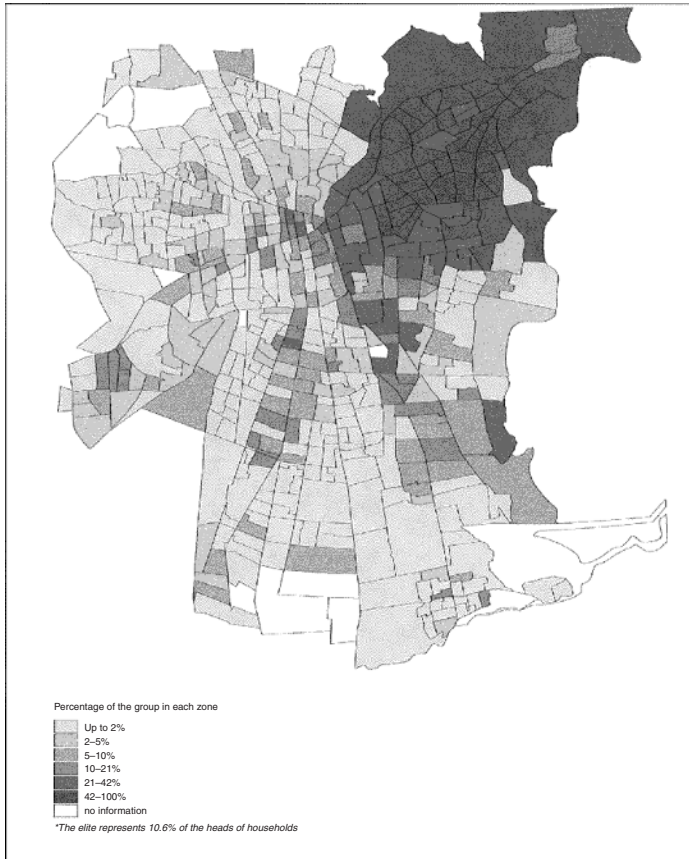 Percentage of the group in each zone
Up to 2%
2–5%
5–10%
10–21%
21–42%
42–100%
no information
*The elite represents 10.6% of the heads of households